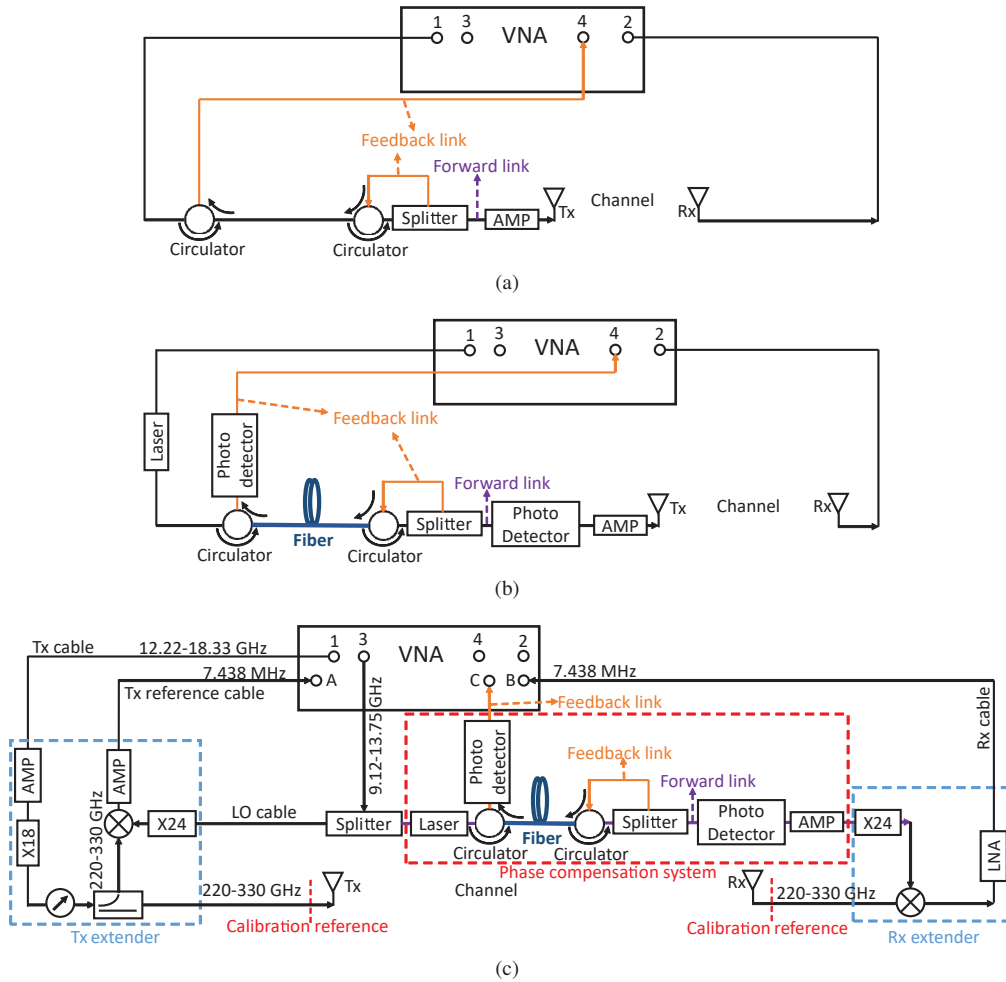 1 3 VNA 4 2
Feedback link
Forward link
Splitter
AMP
Tx
Channel
Rx
Circulator
Circulator
(a)
1 3 VNA 4 2
Laser
Photo
detector
Feedback link
Forward link
Splitter
Photo
Detector
AMP
Tx
Channel
Rx
Circulator
Fiber
Circulator
(b)
Tx cable
12.22-18.33 GHz
1 3 VNA 4 2
7.438 MHz
A
C
B
7.438 MHz
Tx reference cable
Feedback link
9.12-13.75 GHz
Rx cable
AMP
AMP
Photo
detector
Feedback link
Forward link
X18
220-330 GHz
X24
LO cable
Splitter
Laser
Fiber
Splitter
Photo
Detector
AMP
X24
LNA
Circulator
Circulator
Phase compensation system
Channel
220-330 GHz
Tx
Rx
220-330 GHz
Tx extender
Calibration reference
Calibration reference
Rx extender
(c)